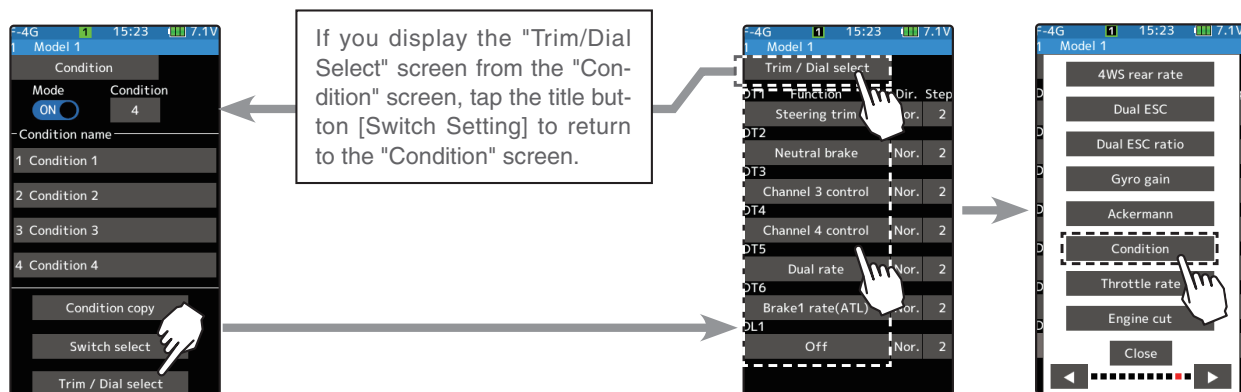 F-4G 1 15:23 7.1V
1 Model 1
Condition
Mode Condition
ON 4
Condition name
1 Condition 1
2 Condition 2
3 Condition 3
4 Condition 4
Condition copy
Switch select
Trim / Dial select
If you display the "Trim/Dial
Select" screen from the "Con-
dition" screen, tap the title but-
ton [Switch Setting] to return
to the "Condition" screen.
F-4G 1 15:23 7.1V
1 Model 1
Trim / Dial select
DT1 Function Dir. Step
Steering trim Nor. 2
DT2
Neutral brake Nor. 2
DT3
Channel 3 control Nor. 2
DT4
Channel 4 control Nor. 2
DT5
Dual rate Nor. 2
DT6
Brake1 rate(ATL) Nor. 2
DL1
Off Nor. 2
F-4G 1 15:23 7.1V
1 Model 1
4WS rear rate
Dual ESC
Dual ESC ratio
Gyro gain
Ackermann
Condition
Throttle rate
Engine cut
Close